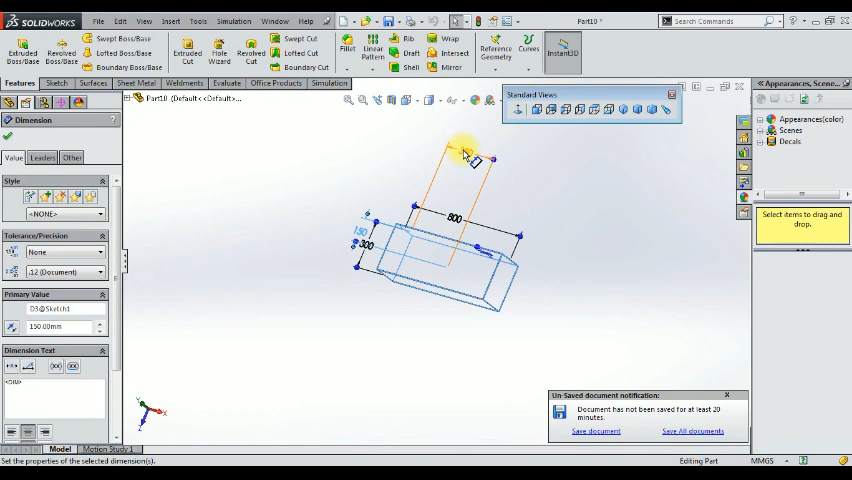 SOLIDWORKS File Edit View Insert Tools Simulation Window Help Part10 * Search Commands
Extruded Boss/Base Revolved Boss/Base Swept Boss/Base Lofted Boss/Base Boundary Boss/Base Extruded Cut Hole Wizard Revolved Cut Swept Cut Lofted Cut Boundary Cut Fillet Linear Pattern Rib Draft Shell Wrap Intersect Mirror Reference Geometry Curves Instant3D
Features Sketch Surfaces Sheet Metal Weldments Evaluate Office Products Simulation
Part10 (Default<<Default>...
Standard Views
Appearances, Scene...
Appearances(color)
Scenes
Decals
Select items to drag and drop.
Dimension
Value Leaders Other
Style
<NONE>
Tolerance/Precision
None
.12 (Document)
Primary Value
D3@Sketch1
150.00mm
Dimension Text
<DIM>
800
150
300
Un-Saved document notification:
Document has not been saved for at least 20 minutes.
Save document Save All documents
Y X Z
Model Motion Study 1
Set the properties of the selected dimension(s). Editing Part MMGS